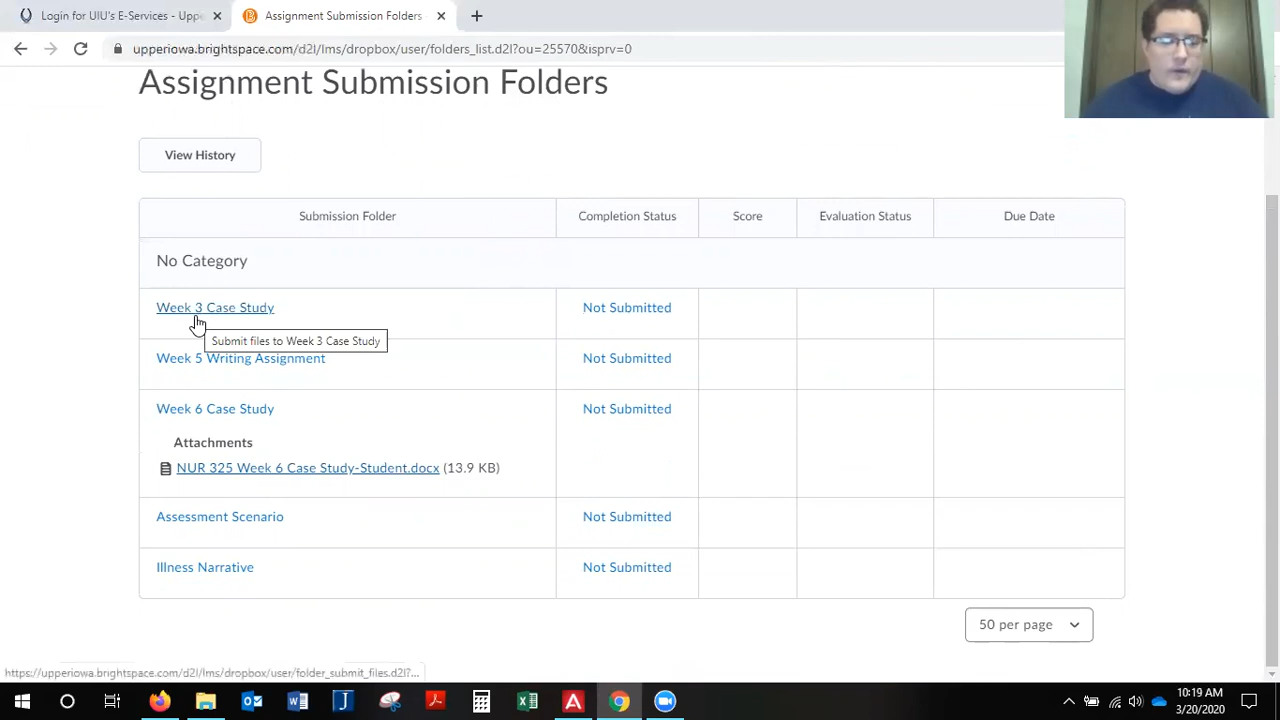 Login for UIU's E-Services - Uppe
Assignment Submission Folders
upperiowa.brightspace.com/d2l/lms/dropbox/user/folders_list.d2l?ou=25570&isprv=0
Assignment Submission Folders
View History
Submission Folder Completion Status Score Evaluation Status Due Date
No Category
Week 3 Case Study Not Submitted
Submit files to Week 3 Case Study
Week 5 Writing Assignment Not Submitted
Week 6 Case Study Not Submitted
Attachments
NUR 325 Week 6 Case Study-Student.docx (13.9 KB)
Assessment Scenario Not Submitted
Illness Narrative Not Submitted
50 per page
https://upperiowa.brightspace.com/d2l/lms/dropbox/user/folder_submit_files.d2l?...
10:19 AM
3/20/2020